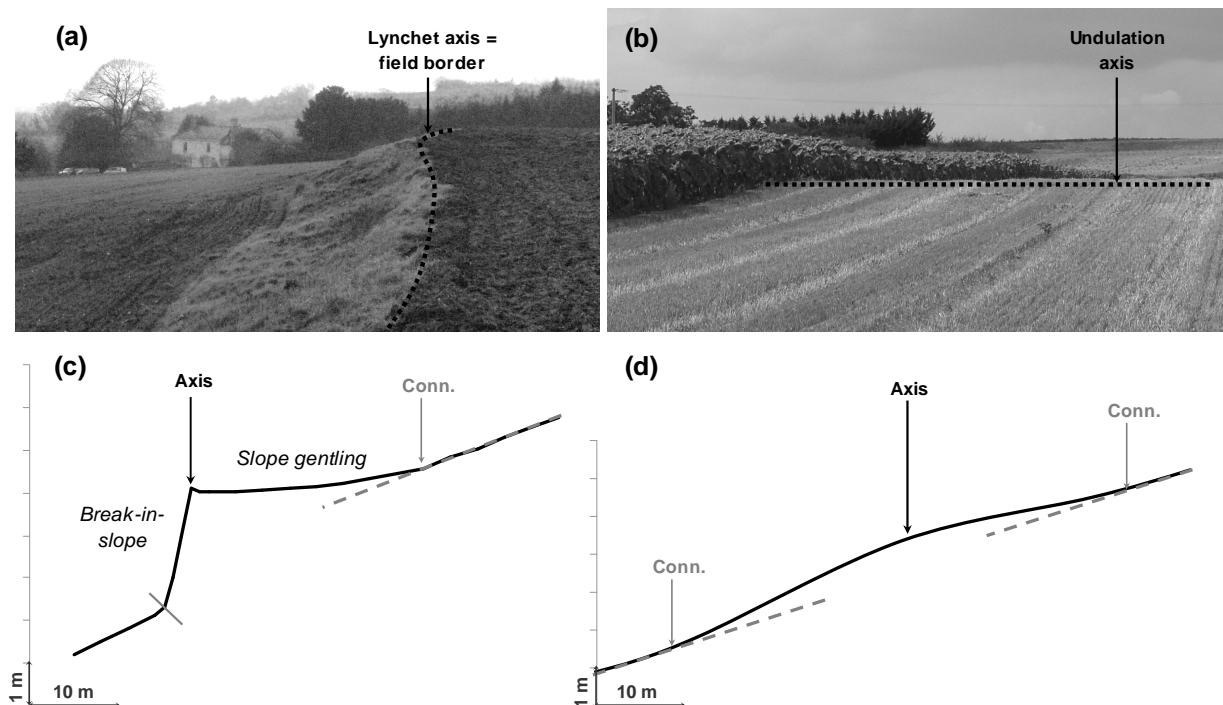 (a)
Lynchet axis =
field border
(b)
Undulation
axis
(c)
Axis
Conn.
Slope gentling
Break-in-
slope
1 m
10 m
(d)
Axis
Conn.
Conn.
1 m
10 m